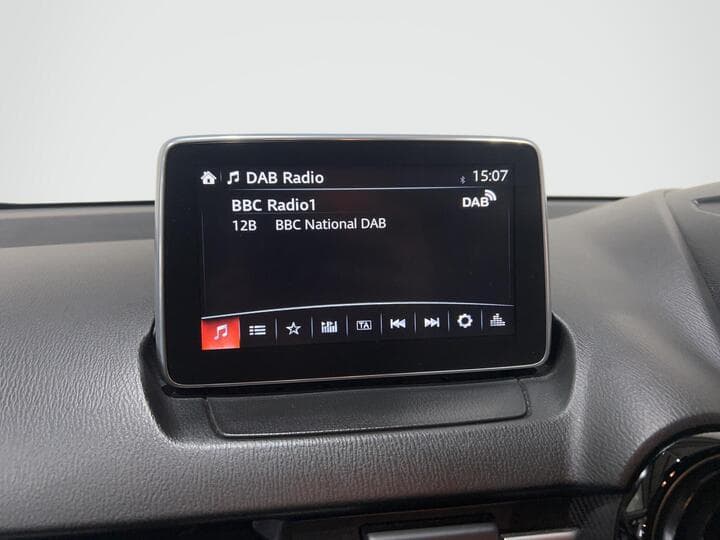 DAB Radio 15:07
BBC Radio1 DAB
12B BBC National DAB
TA